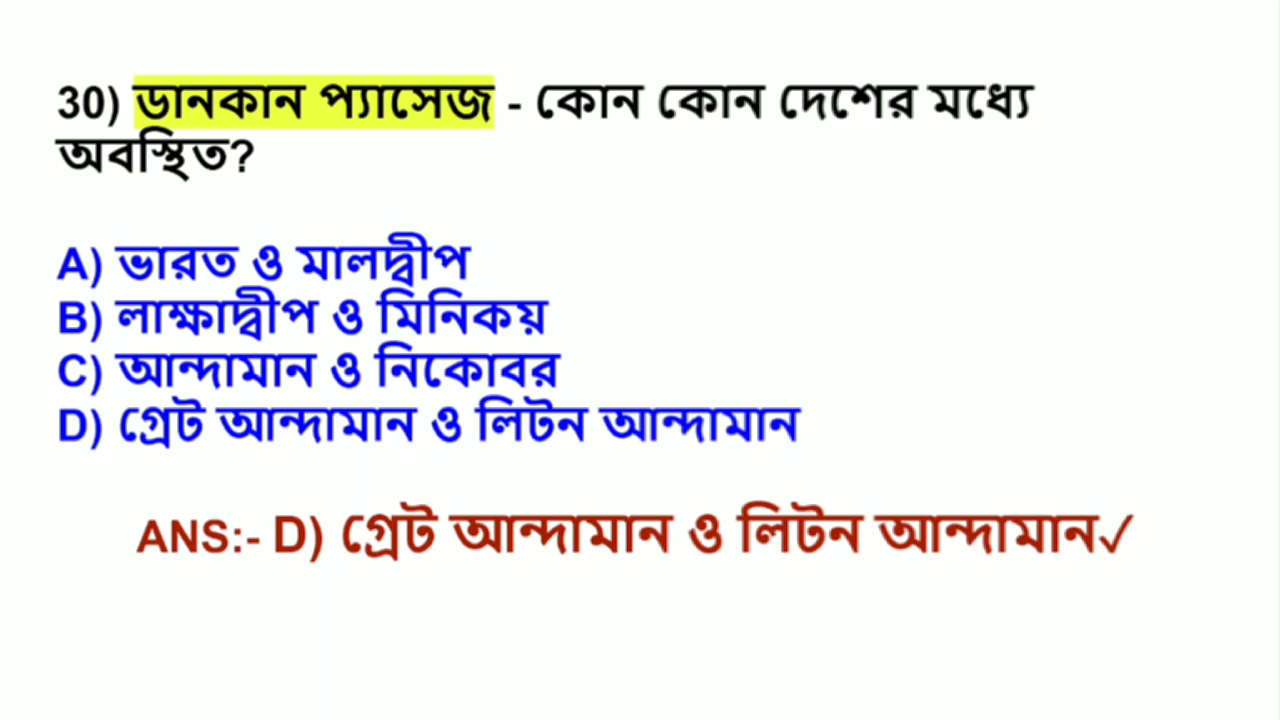 30) ডানকান প্যাসেজ - কোন কোন দেশের মধ্যে
অবস্থিত?
A) ভারত ও মালদ্বীপ
B) লাক্ষাদ্বীপ ও মিনিকয়
C) আন্দামান ও নিকোবর
D) গ্রেট আন্দামান ও লিটন আন্দামান
ANS:- D) গ্রেট আন্দামান ও লিটন আন্দামান✓